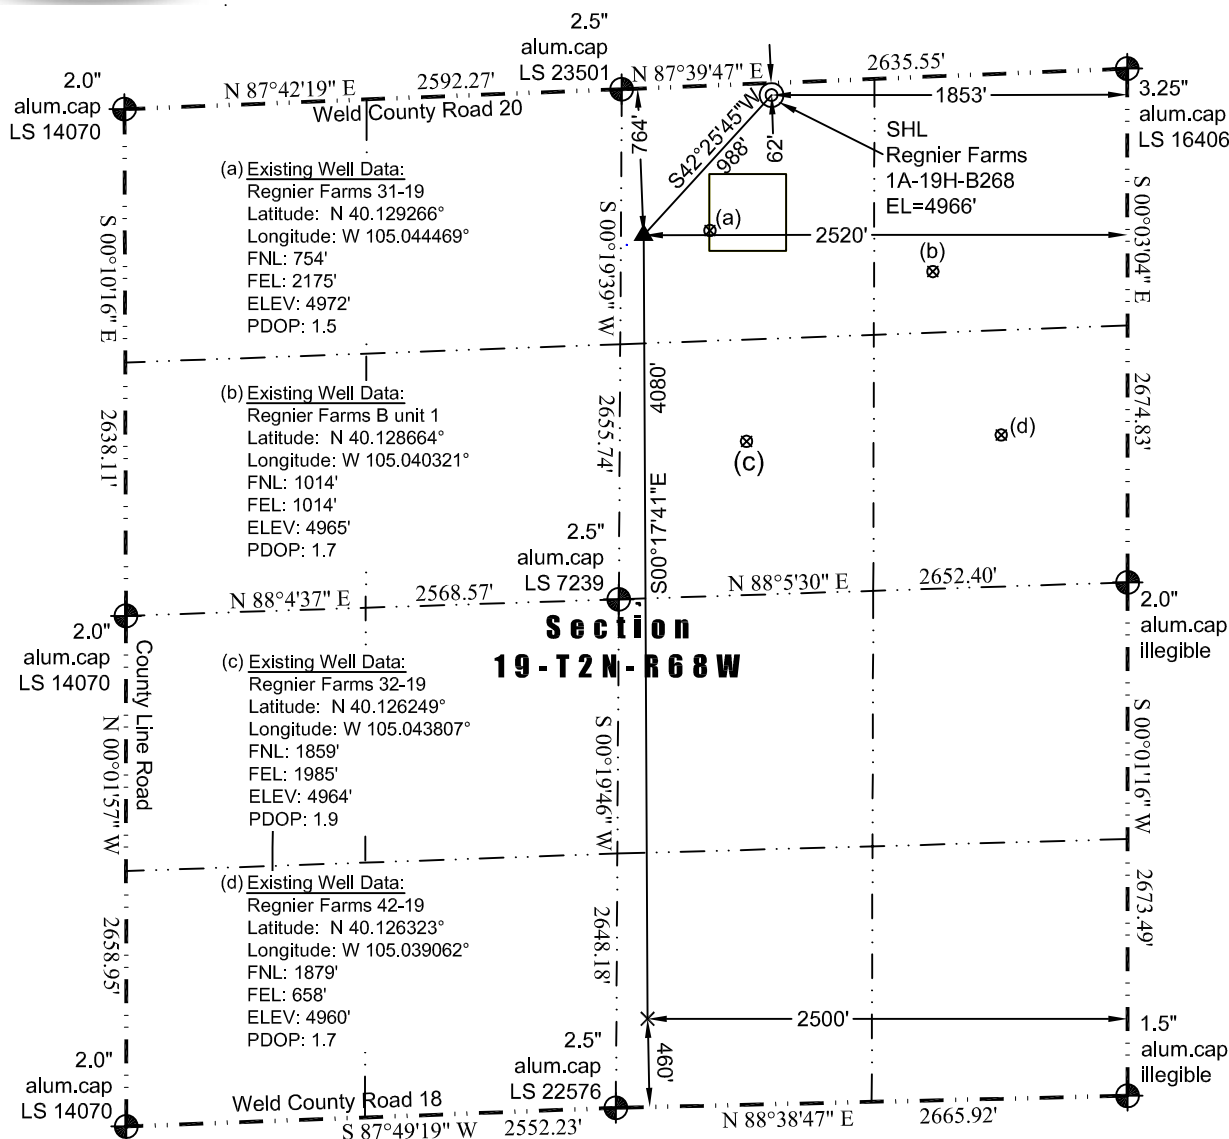 2.5"
alum.cap
LS 23501
2.0"
alum.cap
LS 14070
N 87°42'19" E
2592.27'
Weld County Road 20
N 87°39'47" E
2635.55'
3.25"
alum.cap
LS 16406
1853'
764'
S42°25'45"W
988'
62'
SHL
Regnier Farms
1A-19H-B268
EL=4966'
(a) Existing Well Data:
Regnier Farms 31-19
Latitude: N 40.129266°
Longitude: W 105.044469°
FNL: 754'
FEL: 2175'
ELEV: 4972'
PDOP: 1.5
S 00°10'16" E
2638.11'
S 00°19'39" W
2655.74'
(a)
2520'
(b)
S 00°03'04" E
2674.83'
(b) Existing Well Data:
Regnier Farms B unit 1
Latitude: N 40.128664°
Longitude: W 105.040321°
FNL: 1014'
FEL: 1014'
ELEV: 4965'
PDOP: 1.7
4080'
S00°17'41"E
(c)
(d)
2.5"
alum.cap
LS 7239
N 88°4'37" E
2568.57'
N 88°5'30" E
2652.40'
2.0"
alum.cap
LS 14070
2.0"
alum.cap
illegible
Section
19-T2N-R68W
County Line Road
N 00°01'57" W
2658.95'
(c) Existing Well Data:
Regnier Farms 32-19
Latitude: N 40.126249°
Longitude: W 105.043807°
FNL: 1859'
FEL: 1985'
ELEV: 4964'
PDOP: 1.9
S 00°19'46" W
2648.18'
S 00°01'16" W
2673.49'
(d) Existing Well Data:
Regnier Farms 42-19
Latitude: N 40.126323°
Longitude: W 105.039062°
FNL: 1879'
FEL: 658'
ELEV: 4960'
PDOP: 1.7
2500'
460'
2.0"
alum.cap
LS 14070
2.5"
alum.cap
LS 22576
1.5"
alum.cap
illegible
Weld County Road 18
S 87°49'19" W
2552.23'
N 88°38'47" E
2665.92'